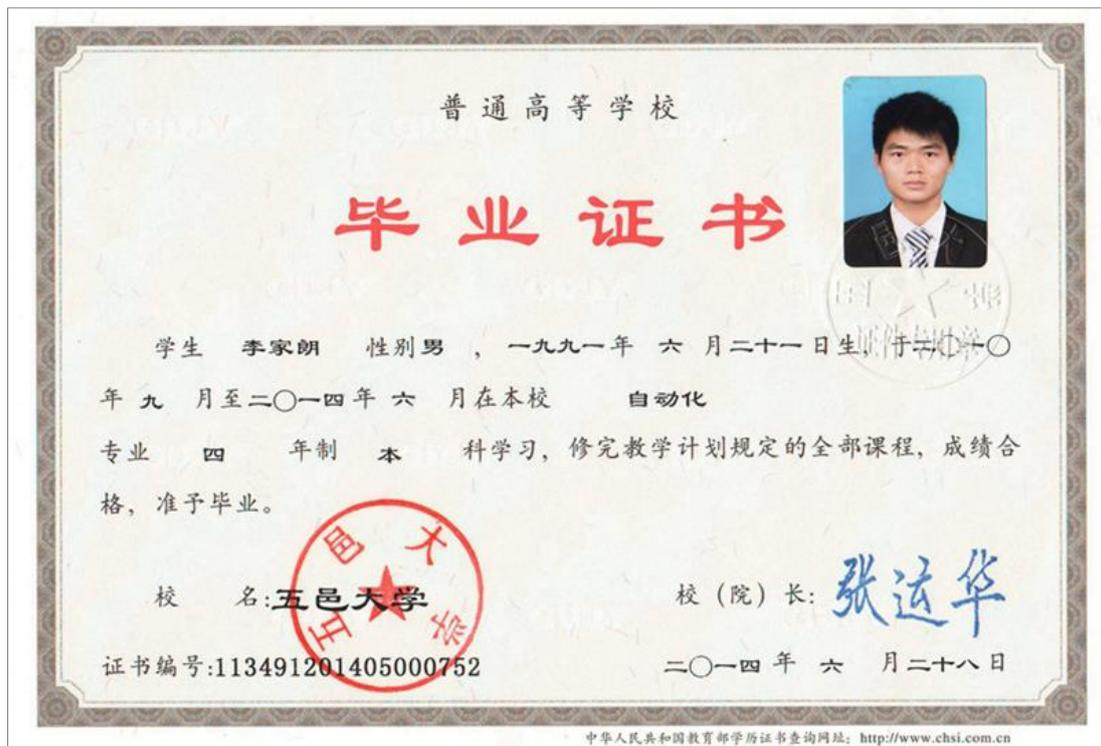 普通高等学校
毕业证书
学生 李家朗 性别 男 ，一九九一年 六 月二十一日生，于二〇一〇
年 九 月至二〇一四年 六 月在本校 自动化
专业 四 年制 本 科学习，修完教学计划规定的全部课程，成绩合
格，准予毕业。
五邑大学
校 名:五邑大学
校（院）长: 张运华
证书编号:113491201405000752
二〇一四年 六 月二十八日
中华人民共和国教育部学历证书查询网址: http://www.chsi.com.cn